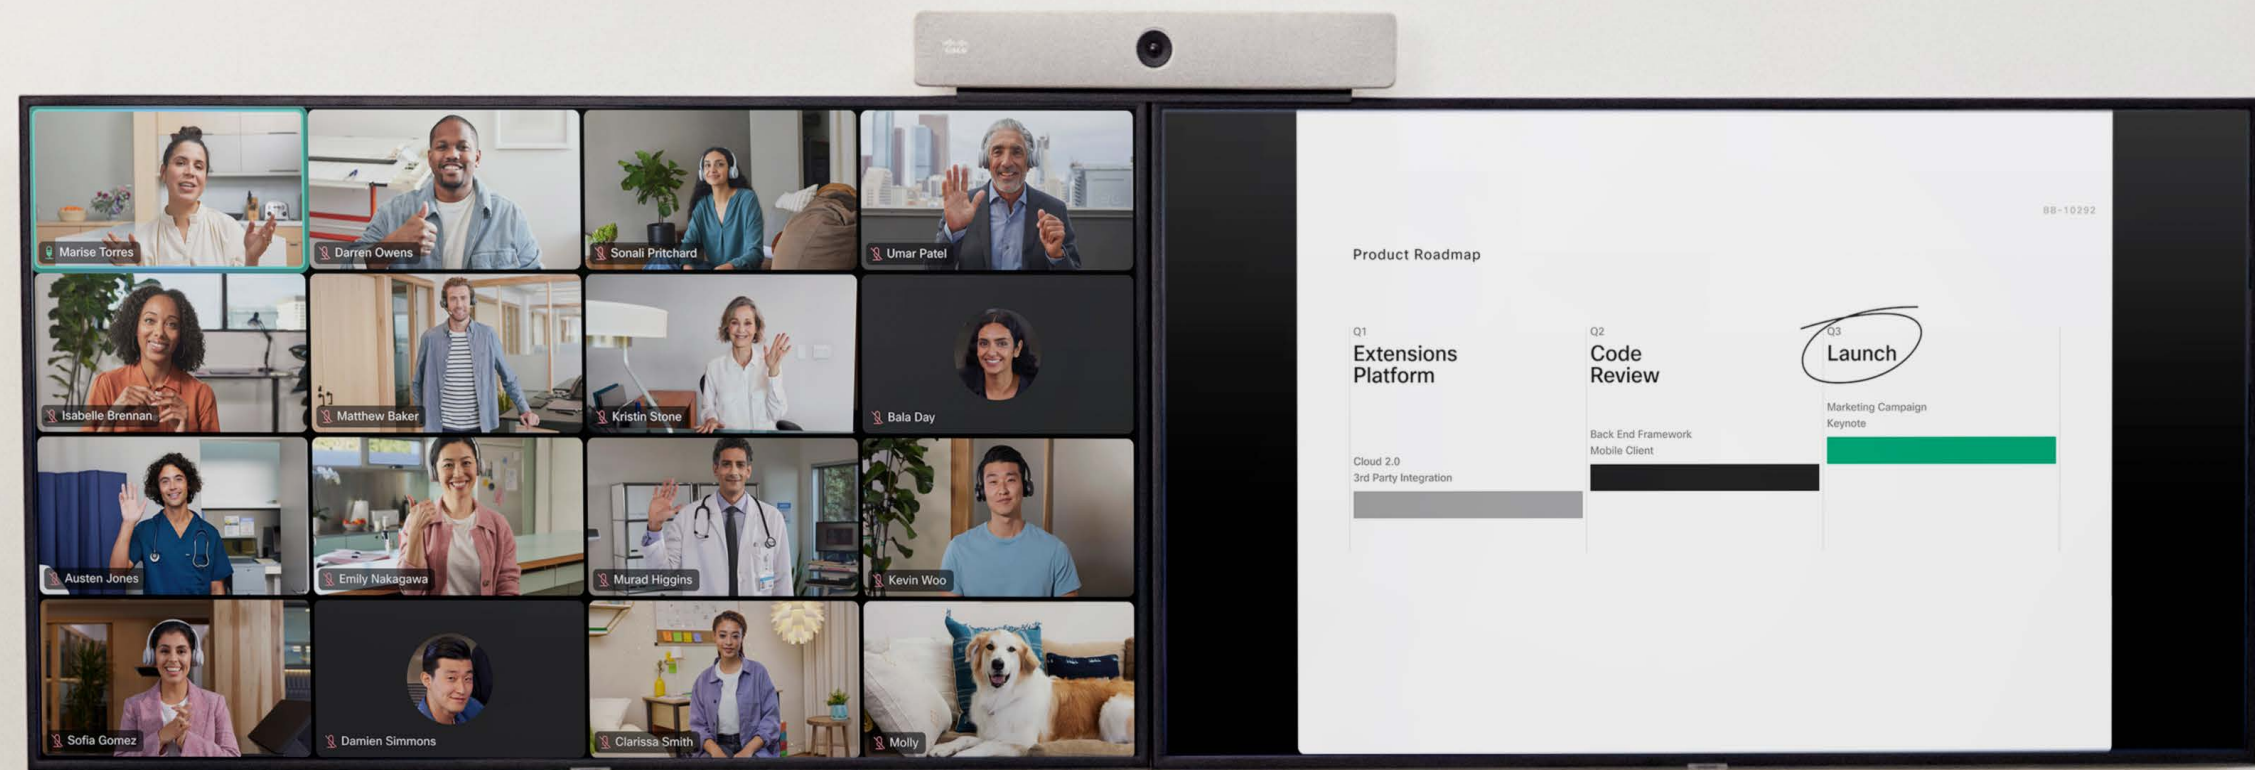 Marise Torres
Darren Owens
Sonali Pritchard
Umar Patel
Isabelle Brennan
Matthew Baker
Kristin Stone
Bala Day
Austen Jones
Emily Nakagawa
Murad Higgins
Kevin Woo
Sofia Gomez
Damien Simmons
Clarissa Smith
Molly
BB-10292
Product Roadmap
Q1
Extensions
Platform
Cloud 2.0
3rd Party Integration
Q2
Code
Review
Back End Framework
Mobile Client
Q3
Launch
Marketing Campaign
Keynote